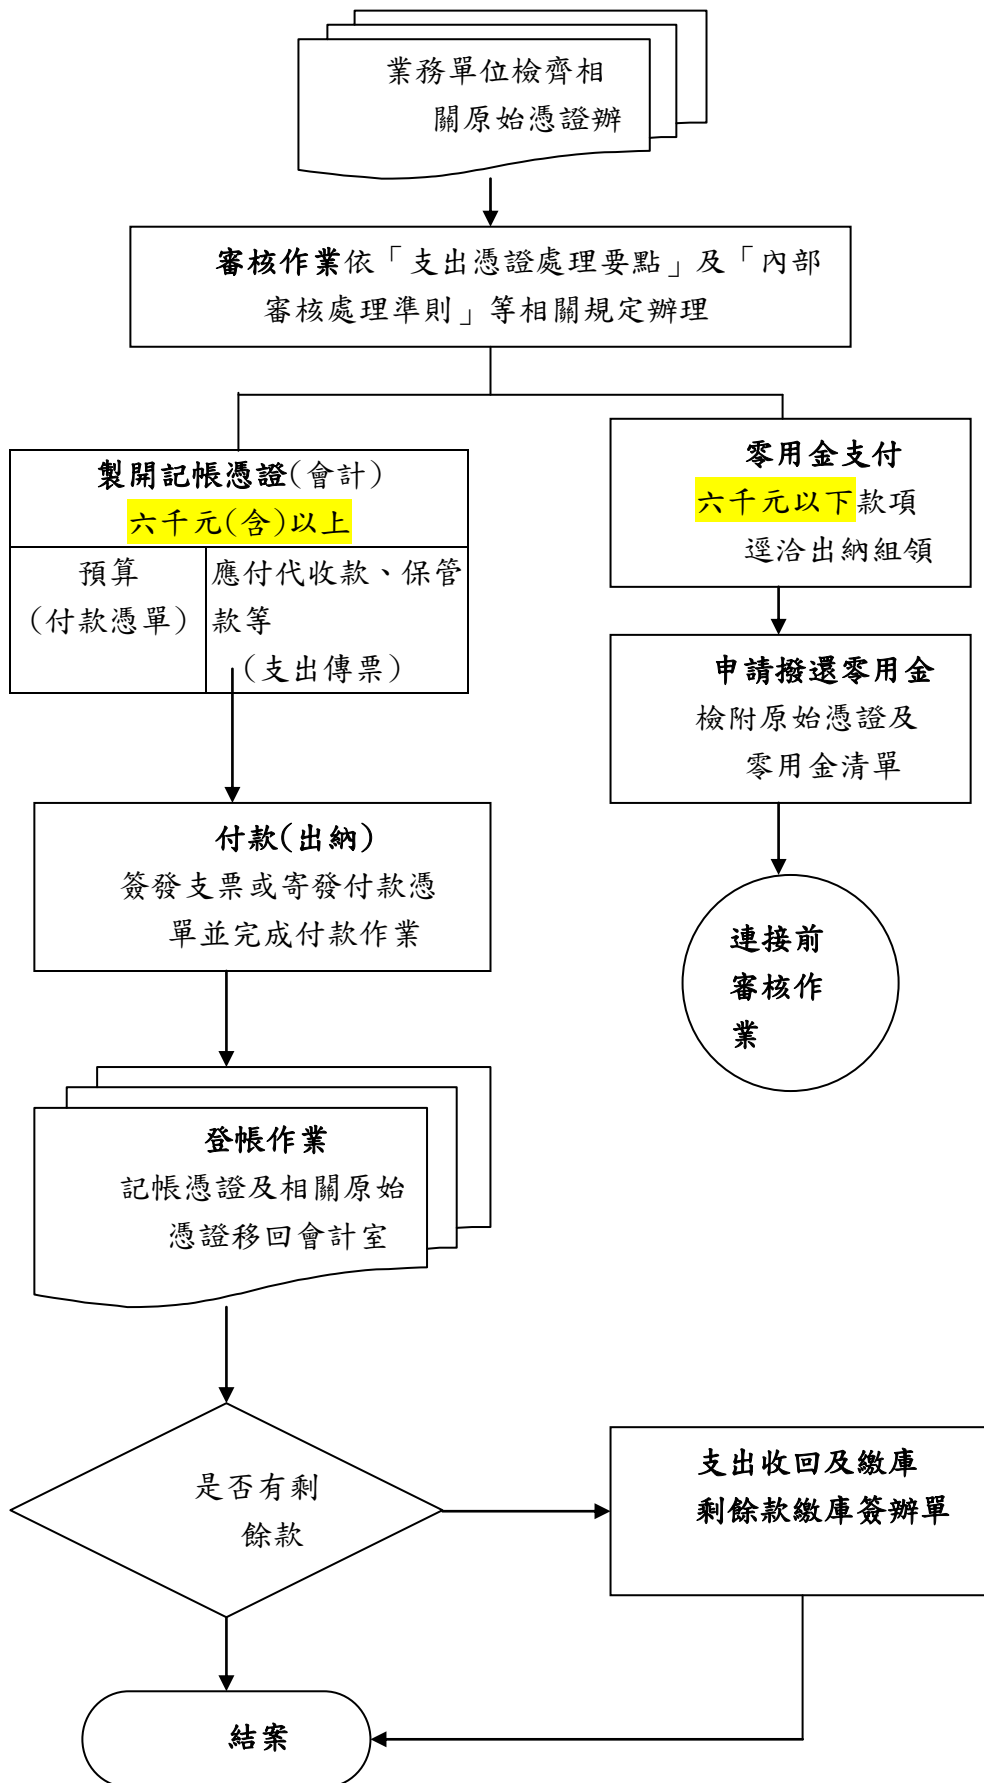 業務單位檢齊相
關原始憑證辦
審核作業依「支出憑證處理要點」及「內部
審核處理準則」等相關規定辦理
製開記帳憑證(會計)
六千元(含)以上
預算
(付款憑單)
應付代收款、保管
款等
(支出傳票)
零用金支付
六千元以下款項
逕洽出納組領
申請撥還零用金
檢附原始憑證及
零用金清單
連接前
審核作
業
付款(出納)
簽發支票或寄發付款憑
單並完成付款作業
登帳作業
記帳憑證及相關原始
憑證移回會計室
是否有剩
餘款
支出收回及繳庫
剩餘款繳庫簽辦單
結案